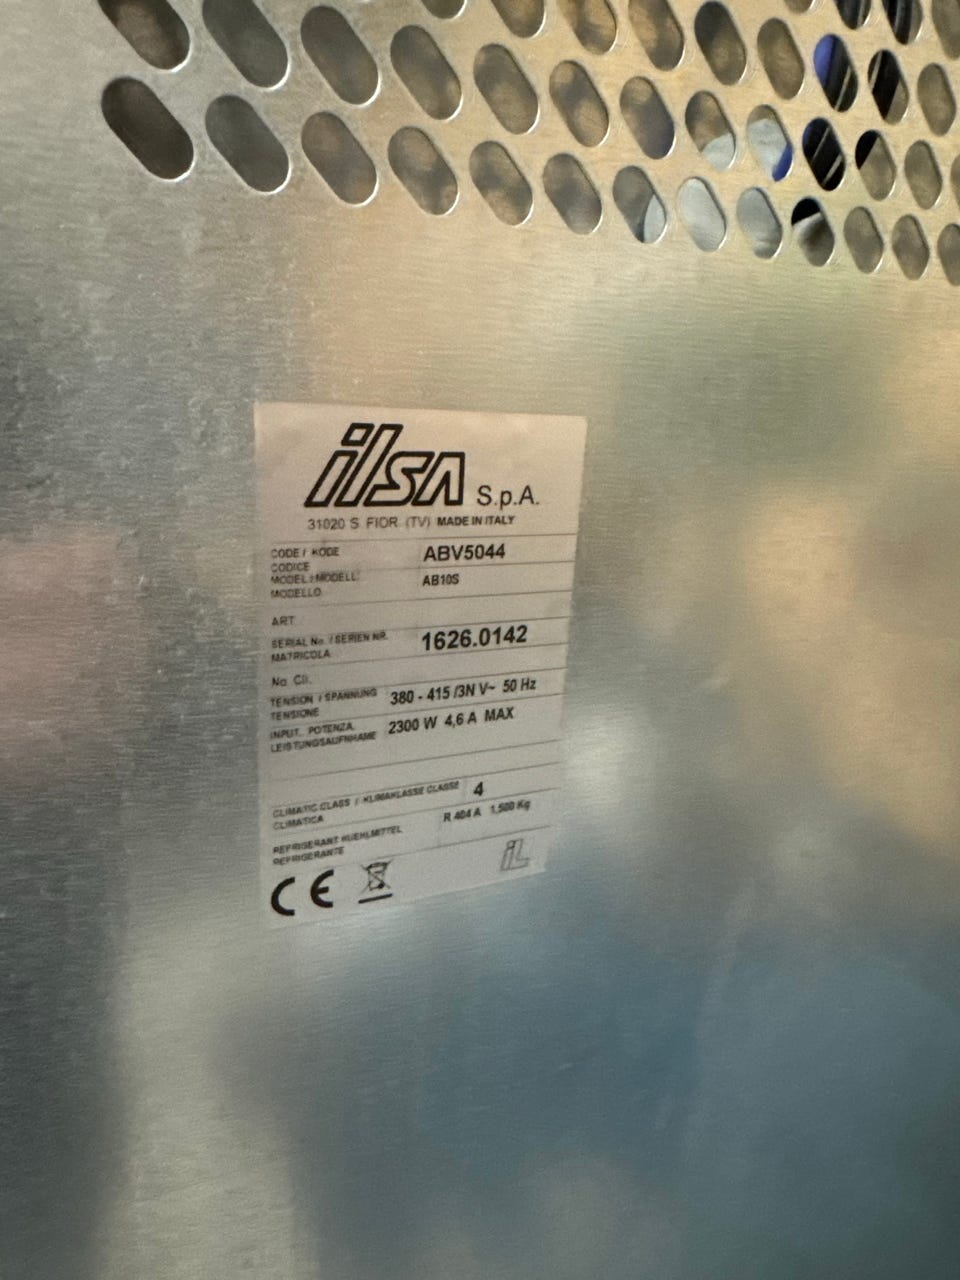 ilsa S.p.A.
31020 S. FIOR. (TV) MADE IN ITALY
CODE / KODE
CODICE
ABV5044
MODEL / MODELL
MODELLO
AB10S
ART
SERIAL No. / SERIEN NR.
MATRICOLA
1626.0142
No. Cli.
TENSION / SPANNUNG
TENSIONE
380 - 415 /3N V~ 50 Hz
INPUT. POTENZA.
LEISTUNGSAUFNHAME
2300 W 4,6 A MAX
CLIMATIC CLASS / KLIMAKLASSE CLASSE
CLIMATICA
4
REFRIGERANT KUEHLMITTEL
REFRIGERANTE
R 404 A 1,500 Kg
CE
iL